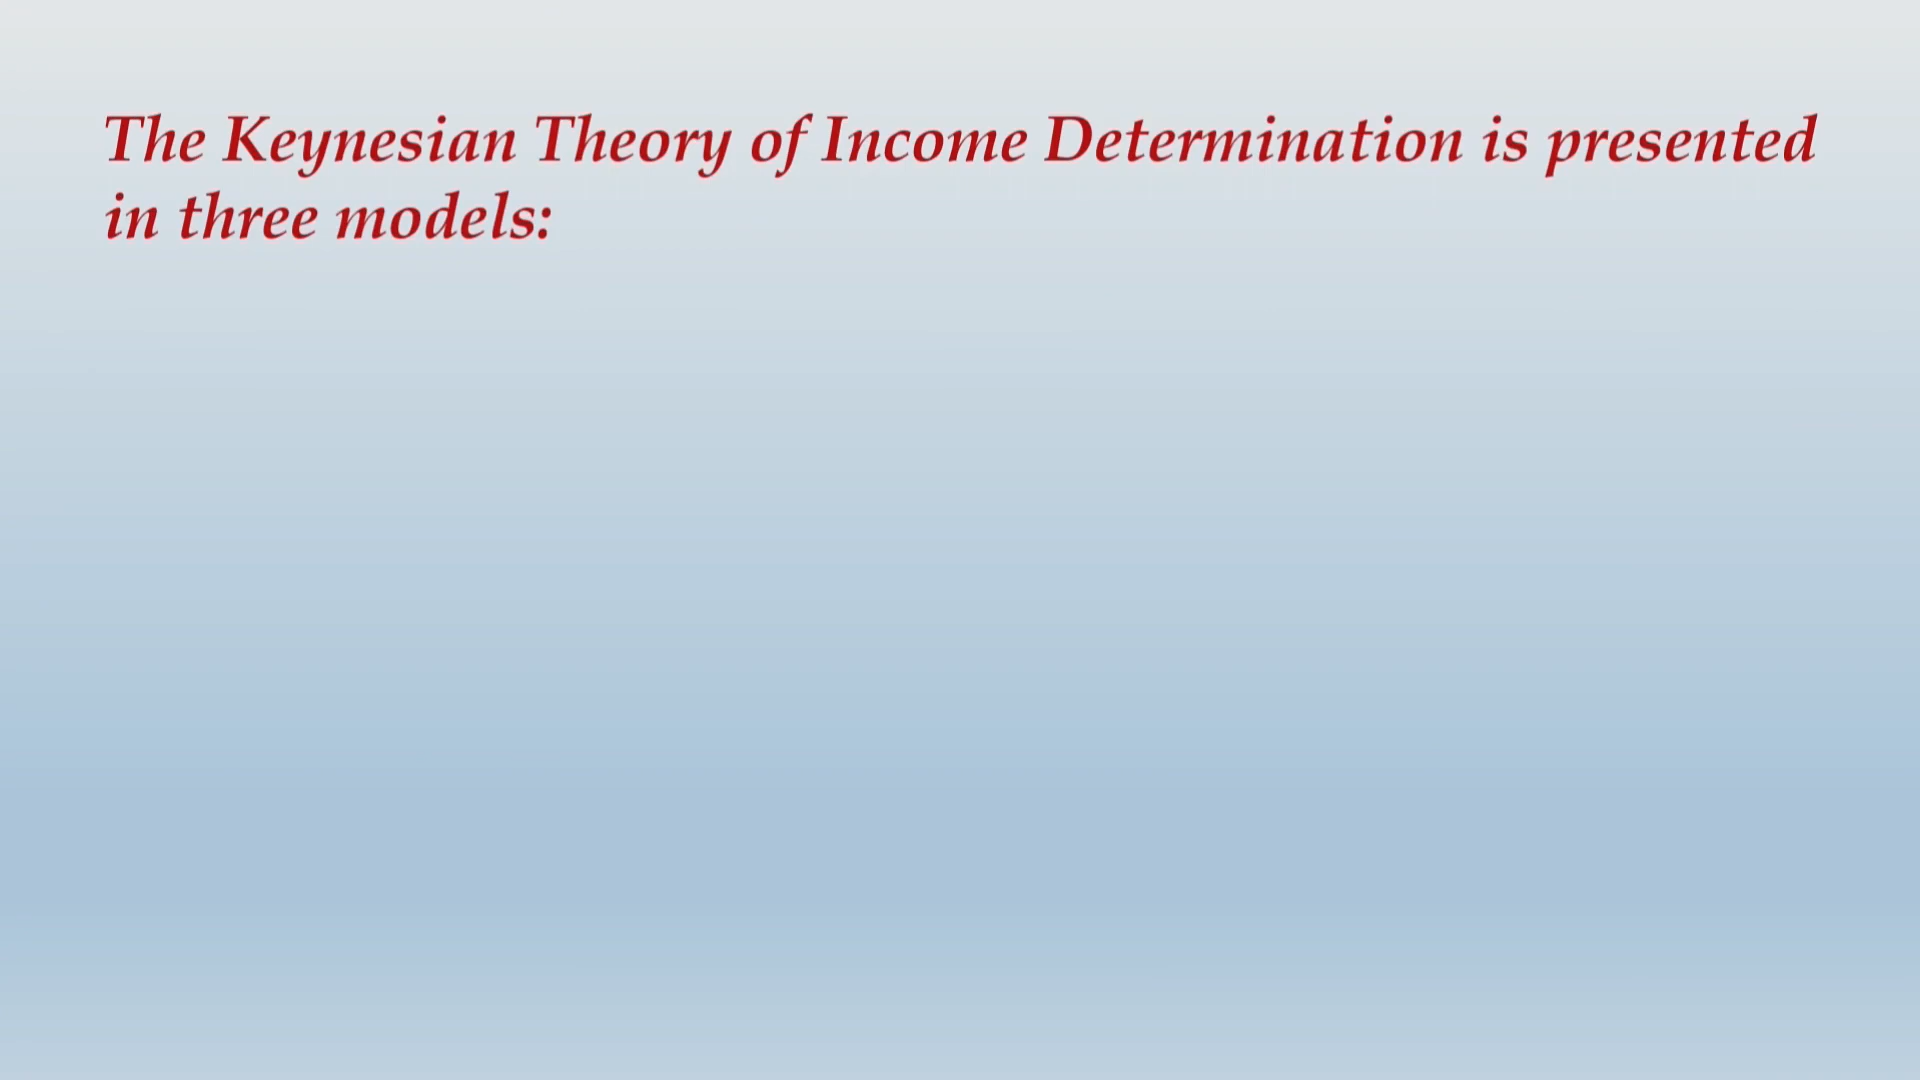 The Keynesian Theory of Income Determination is presented
in three models: